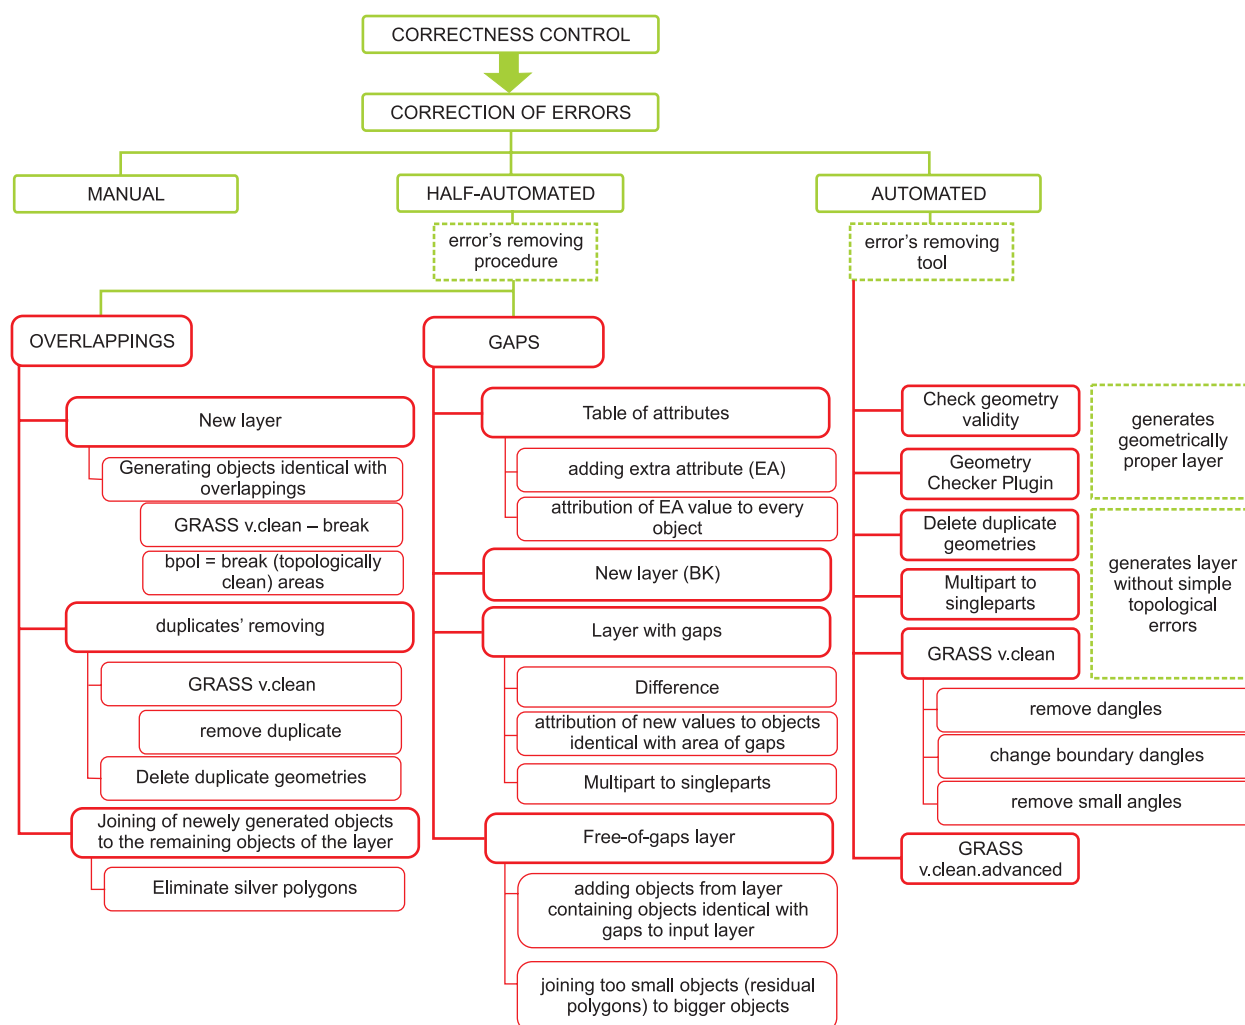 CORRECTNESS CONTROL
CORRECTION OF ERRORS
MANUAL
HALF-AUTOMATED
AUTOMATED
error's removing
procedure
error's removing
tool
OVERLAPPINGS
New layer
Generating objects identical with
overlappings
GRASS v.clean – break
bpol = break (topologically
clean) areas
duplicates' removing
GRASS v.clean
remove duplicate
Delete duplicate geometries
Joining of newly generated objects
to the remaining objects of the layer
Eliminate silver polygons
GAPS
Table of attributes
adding extra attribute (EA)
attribution of EA value to every
object
New layer (BK)
Layer with gaps
Difference
attribution of new values to objects
identical with area of gaps
Multipart to singleparts
Free-of-gaps layer
adding objects from layer
containing objects identical with
gaps to input layer
joining too small objects (residual
polygons) to bigger objects
Check geometry
validity
Geometry
Checker Plugin
Delete duplicate
geometries
Multipart to
singleparts
GRASS v.clean
remove dangles
change boundary dangles
remove small angles
GRASS
v.clean.advanced
generates
geometrically
proper layer
generates layer
without simple
topological
errors